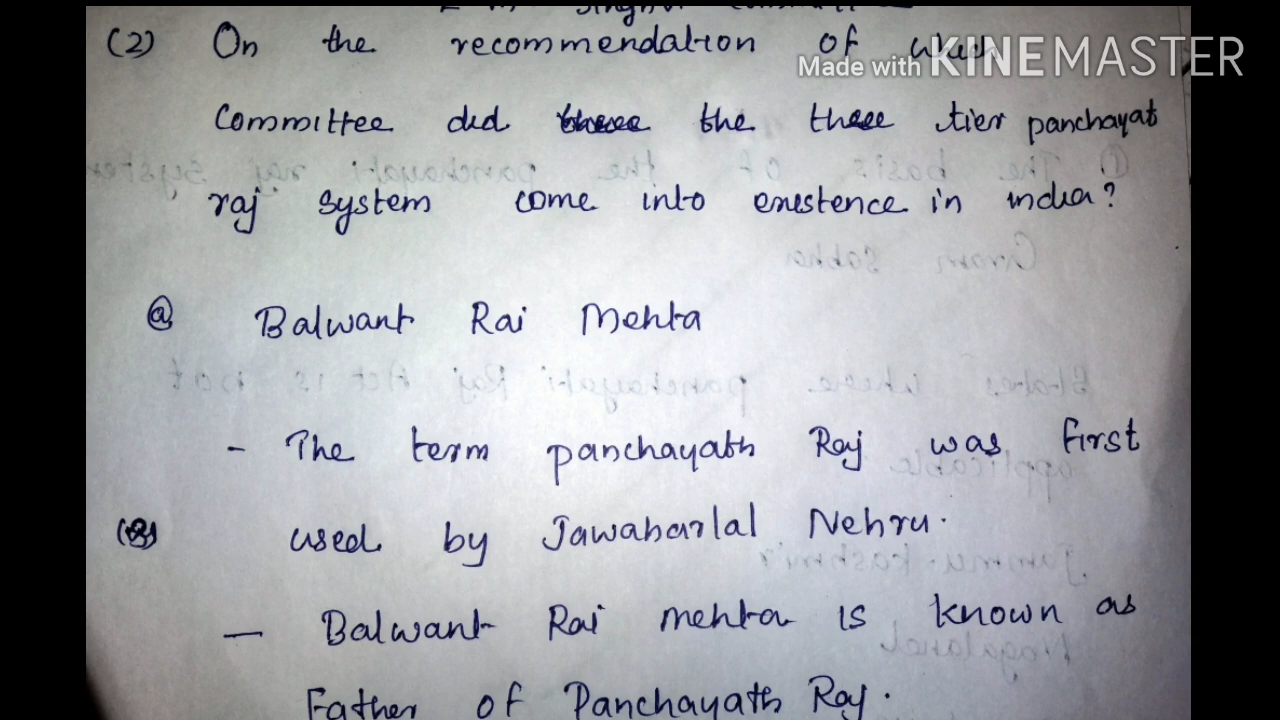 L M Singhvi
(2) On the recommendation of which
Made with KINEMASTER
Committee did the three tier panchayat
raj system come into existence in india?
@ Balwant Rai Mehta
- The term panchayath Raj was first
used by Jawaharlal Nehru.
- Balwant Rai mehta is known as
Father of Panchayath Raj.